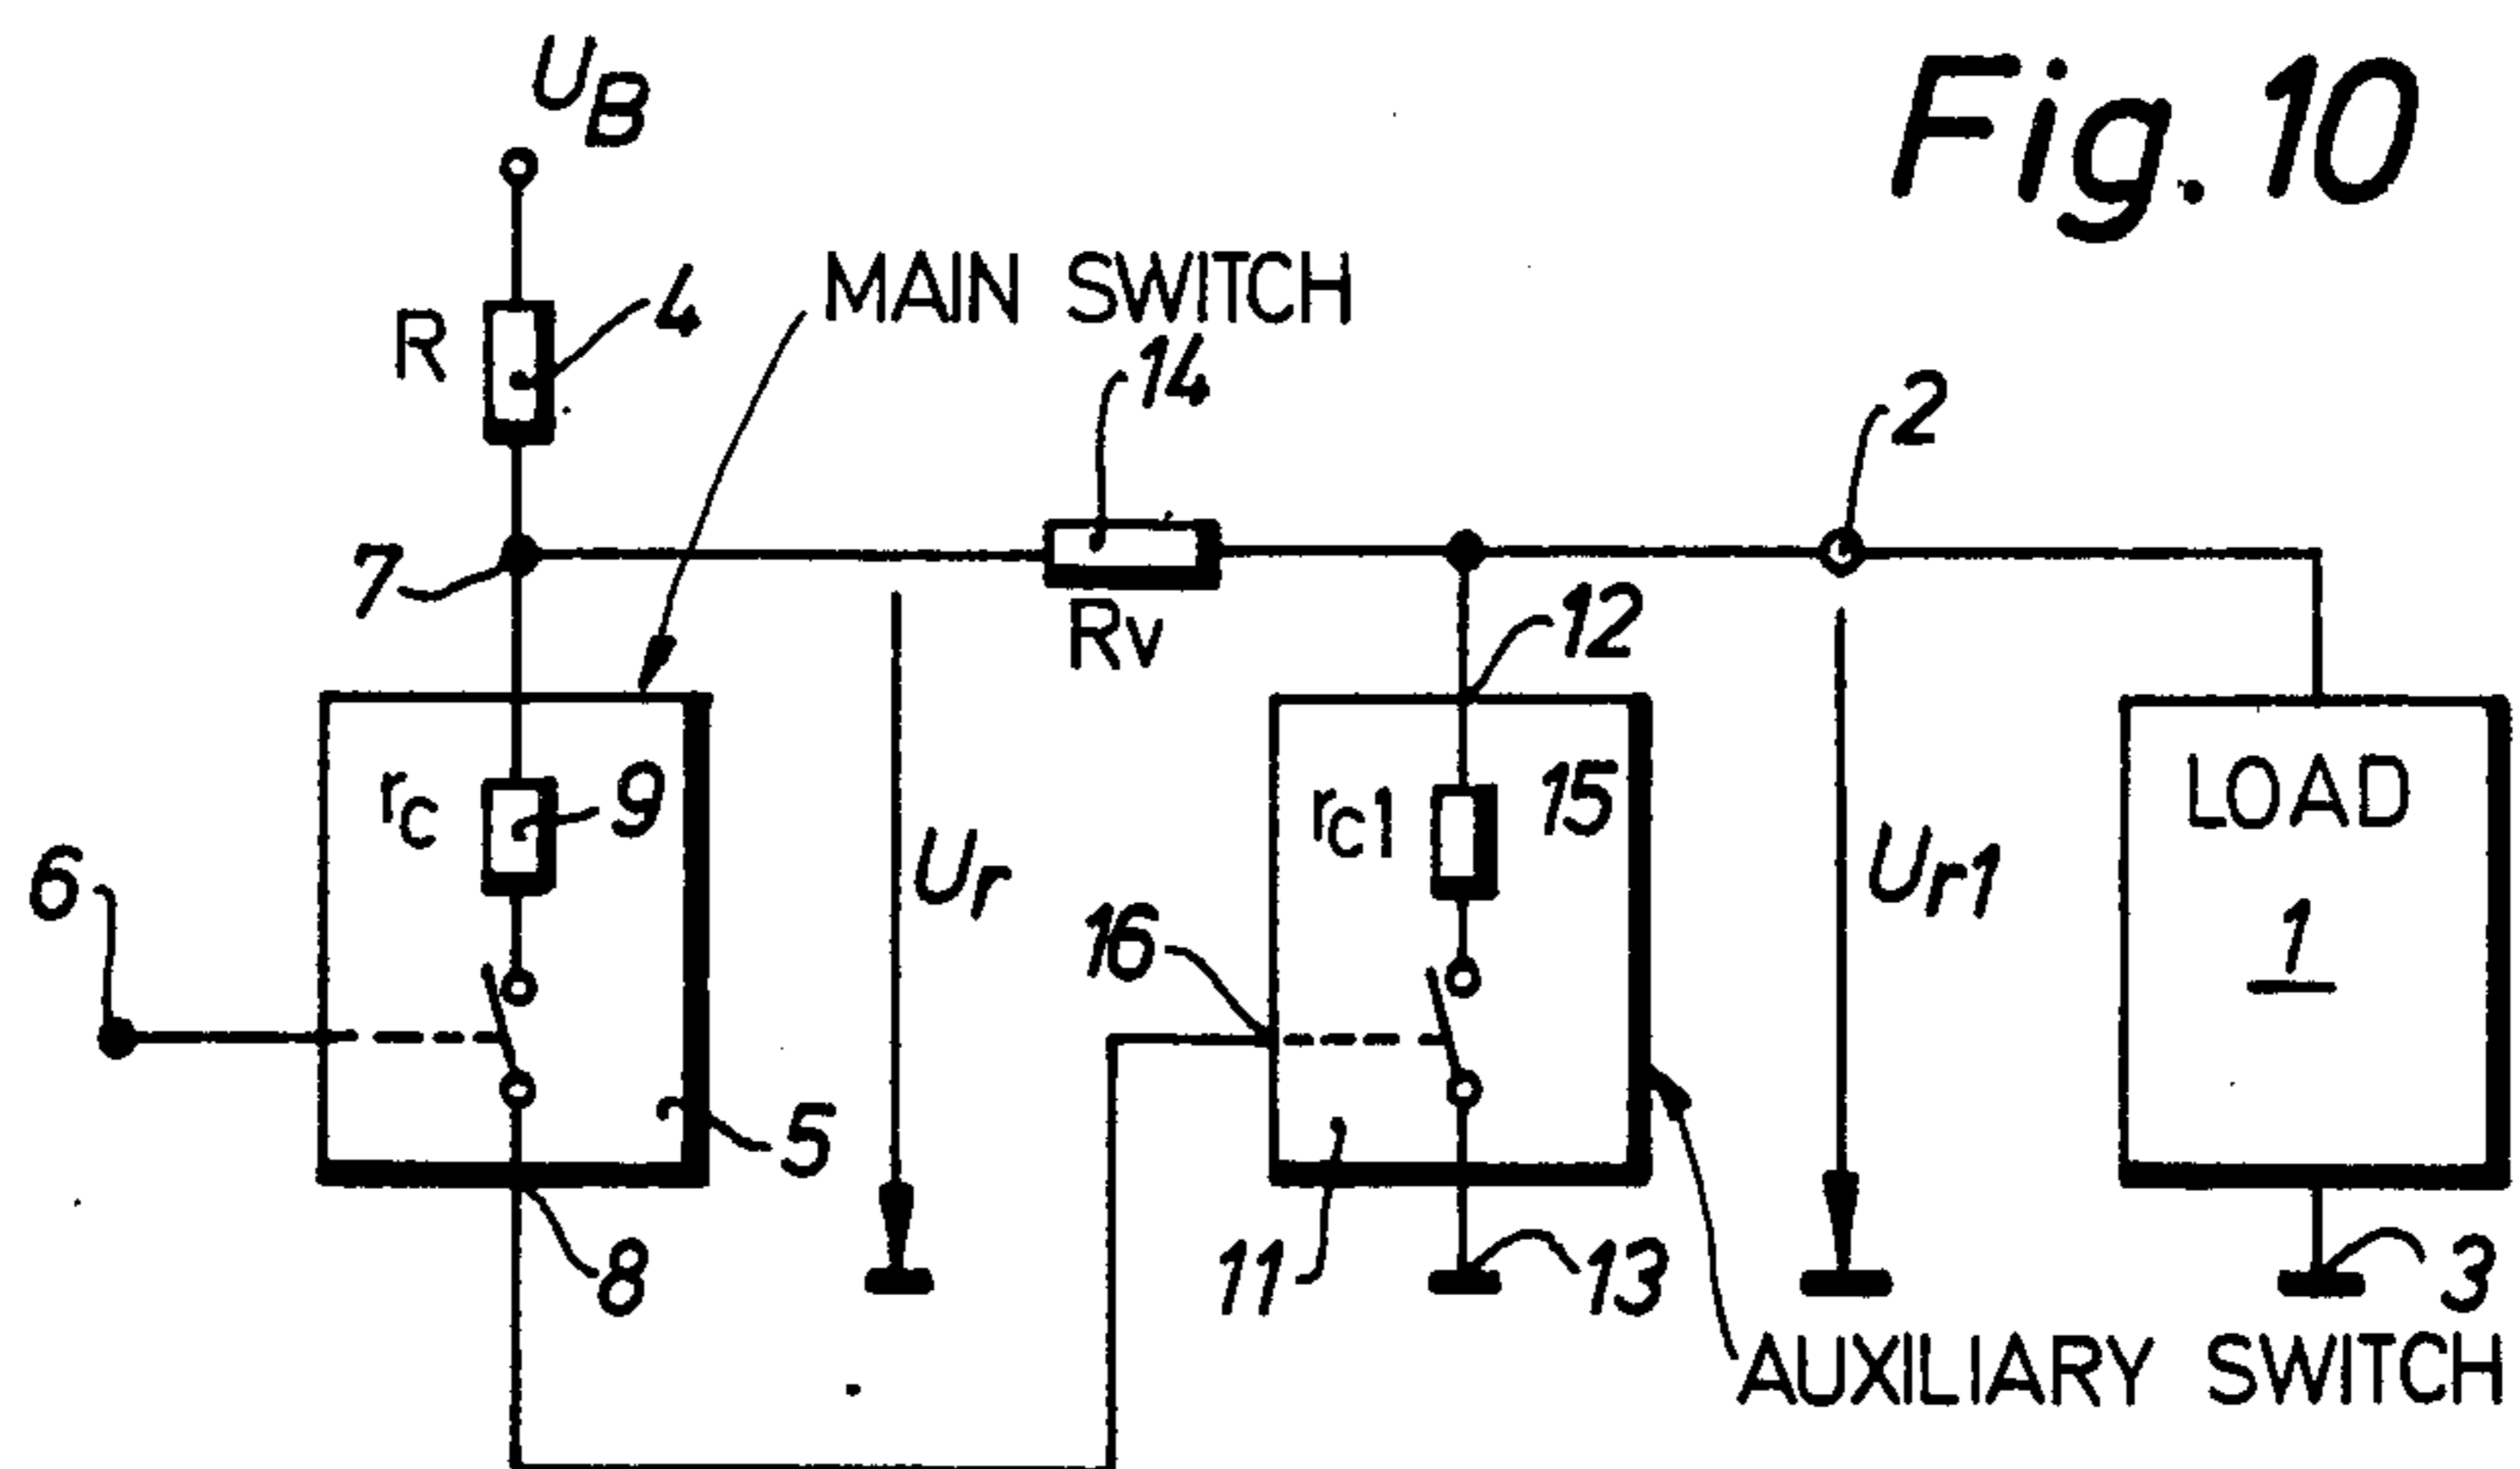 Fig. 10
U_B
R
4
MAIN SWITCH
14
2
7
Rv
12
r_c
9
r_c1
15
LOAD
1
6
U_r
U_r1
16
5
8
11
13
3
AUXILIARY SWITCH